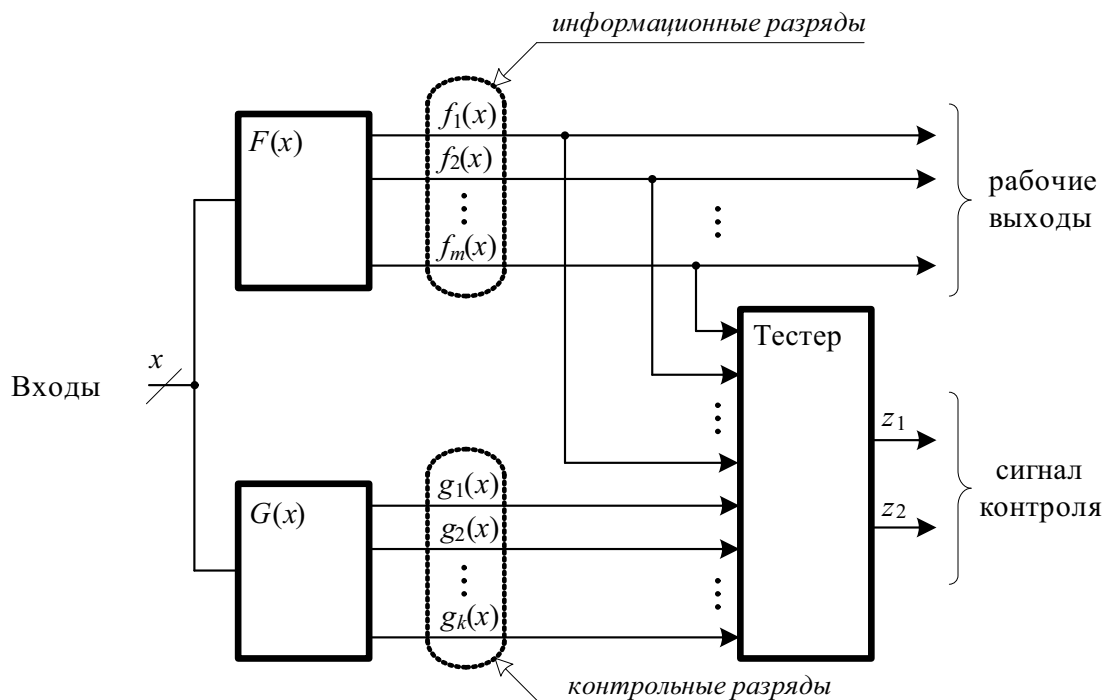 информационные разряды
F(x)
f1(x)
f2(x)
fm(x)
рабочие
выходы
Тестер
x
Входы
z1
z2
сигнал
контроля
G(x)
g1(x)
g2(x)
gk(x)
контрольные разряды